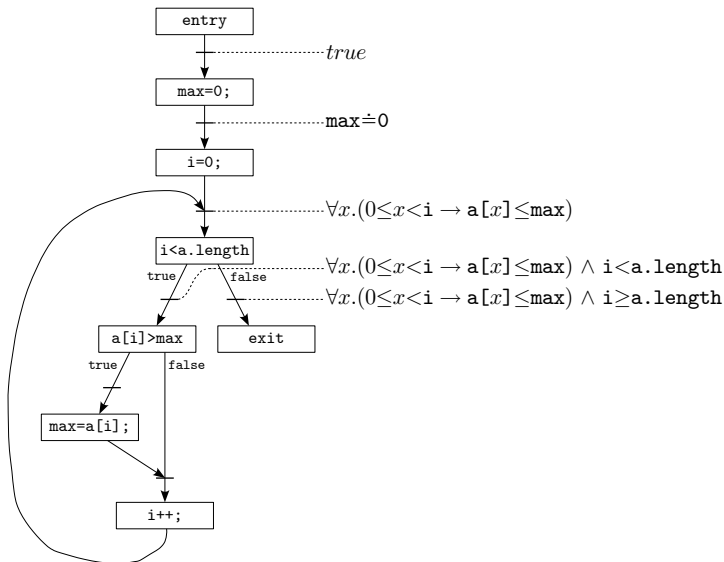 entry
true
max=0;
max≐0
i=0;
∀x.(0≤x<i → a[x]≤max)
i<a.length
true false
∀x.(0≤x<i → a[x]≤max) ∧ i<a.length
∀x.(0≤x<i → a[x]≤max) ∧ i≥a.length
a[i]>max
exit
true false
max=a[i];
i++;